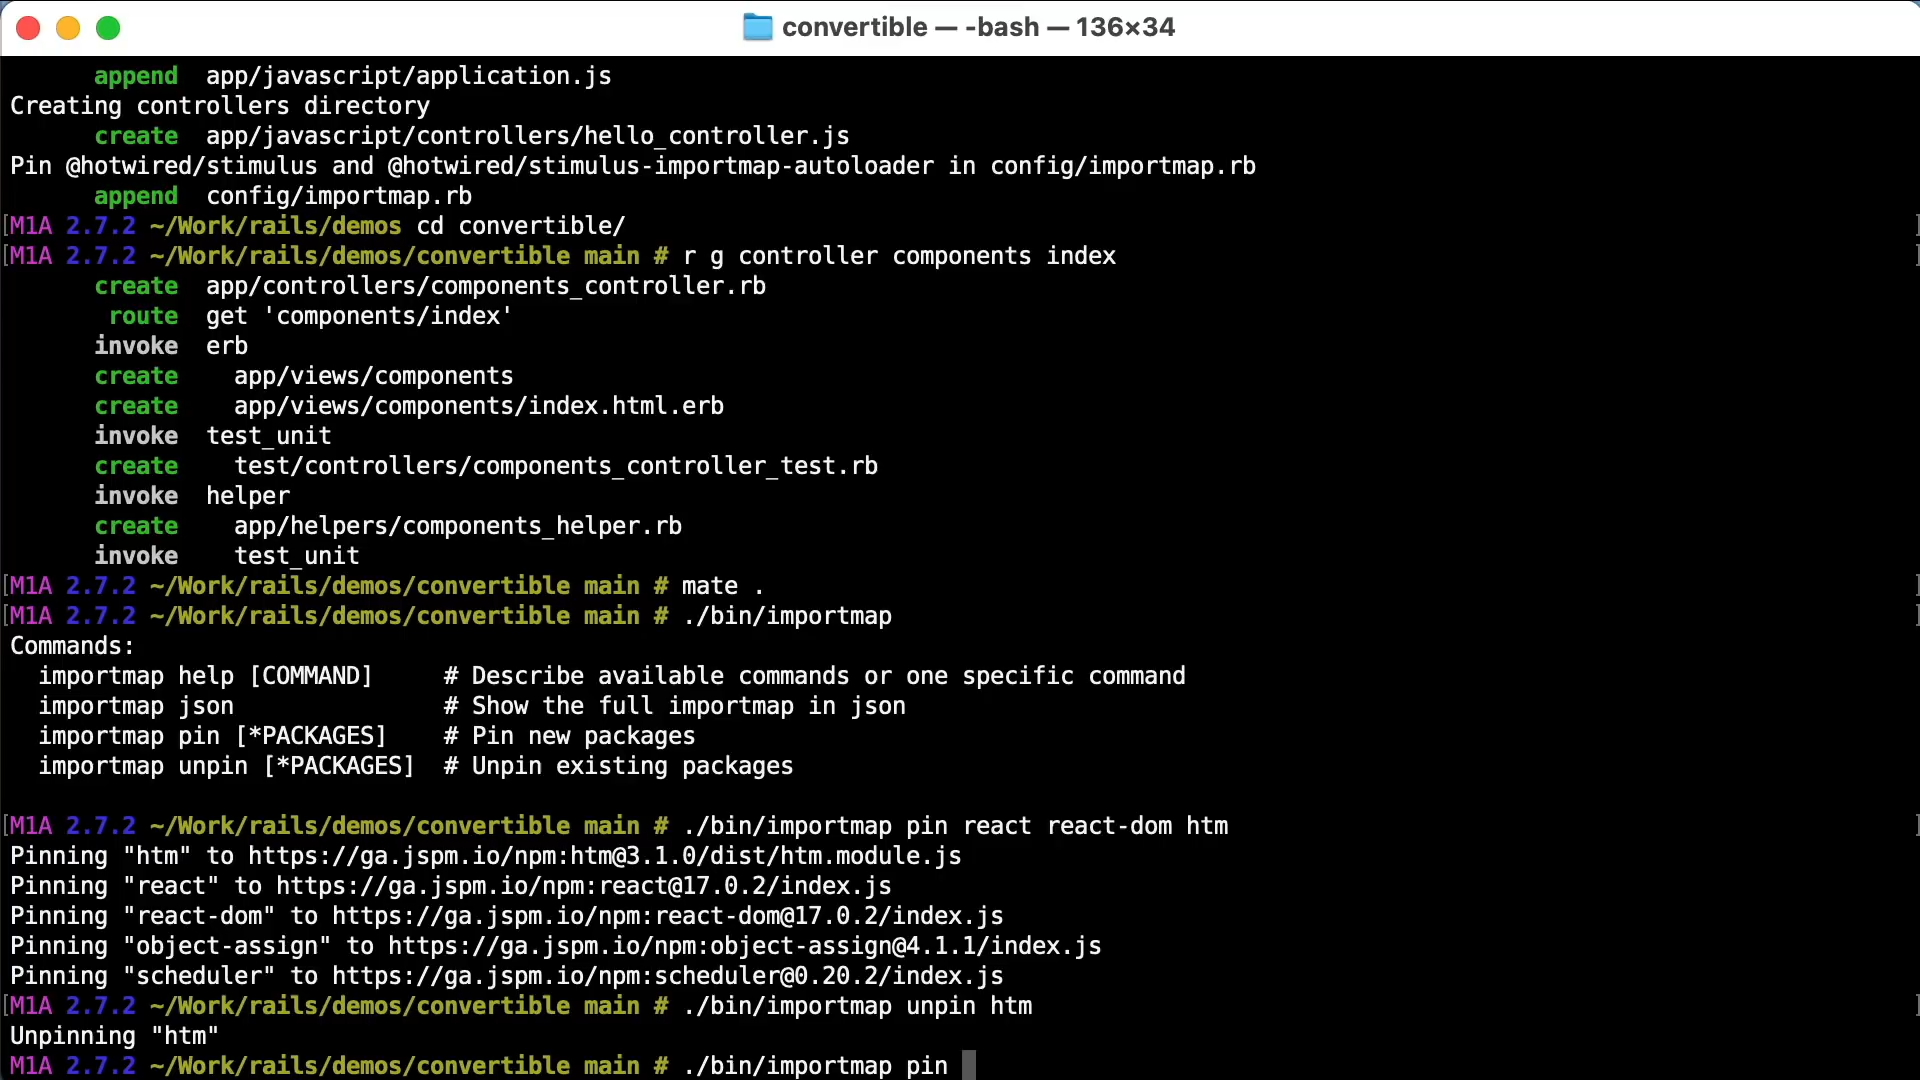 convertible — -bash — 136×34
append  app/javascript/application.js
Creating controllers directory
create  app/javascript/controllers/hello_controller.js
Pin @hotwired/stimulus and @hotwired/stimulus-importmap-autoloader in config/importmap.rb
append  config/importmap.rb
[M1A 2.7.2 ~/Work/rails/demos cd convertible/ ]
[M1A 2.7.2 ~/Work/rails/demos/convertible main # r g controller components index ]
create  app/controllers/components_controller.rb
route  get 'components/index'
invoke  erb
create    app/views/components
create    app/views/components/index.html.erb
invoke  test_unit
create    test/controllers/components_controller_test.rb
invoke  helper
create    app/helpers/components_helper.rb
invoke    test_unit
[M1A 2.7.2 ~/Work/rails/demos/convertible main # mate . ]
[M1A 2.7.2 ~/Work/rails/demos/convertible main # ./bin/importmap ]
Commands:
importmap help [COMMAND]     # Describe available commands or one specific command
importmap json               # Show the full importmap in json
importmap pin [*PACKAGES]    # Pin new packages
importmap unpin [*PACKAGES]  # Unpin existing packages
[M1A 2.7.2 ~/Work/rails/demos/convertible main # ./bin/importmap pin react react-dom htm ]
Pinning "htm" to https://ga.jspm.io/npm:htm@3.1.0/dist/htm.module.js
Pinning "react" to https://ga.jspm.io/npm:react@17.0.2/index.js
Pinning "react-dom" to https://ga.jspm.io/npm:react-dom@17.0.2/index.js
Pinning "object-assign" to https://ga.jspm.io/npm:object-assign@4.1.1/index.js
Pinning "scheduler" to https://ga.jspm.io/npm:scheduler@0.20.2/index.js
[M1A 2.7.2 ~/Work/rails/demos/convertible main # ./bin/importmap unpin htm ]
Unpinning "htm"
M1A 2.7.2 ~/Work/rails/demos/convertible main # ./bin/importmap pin